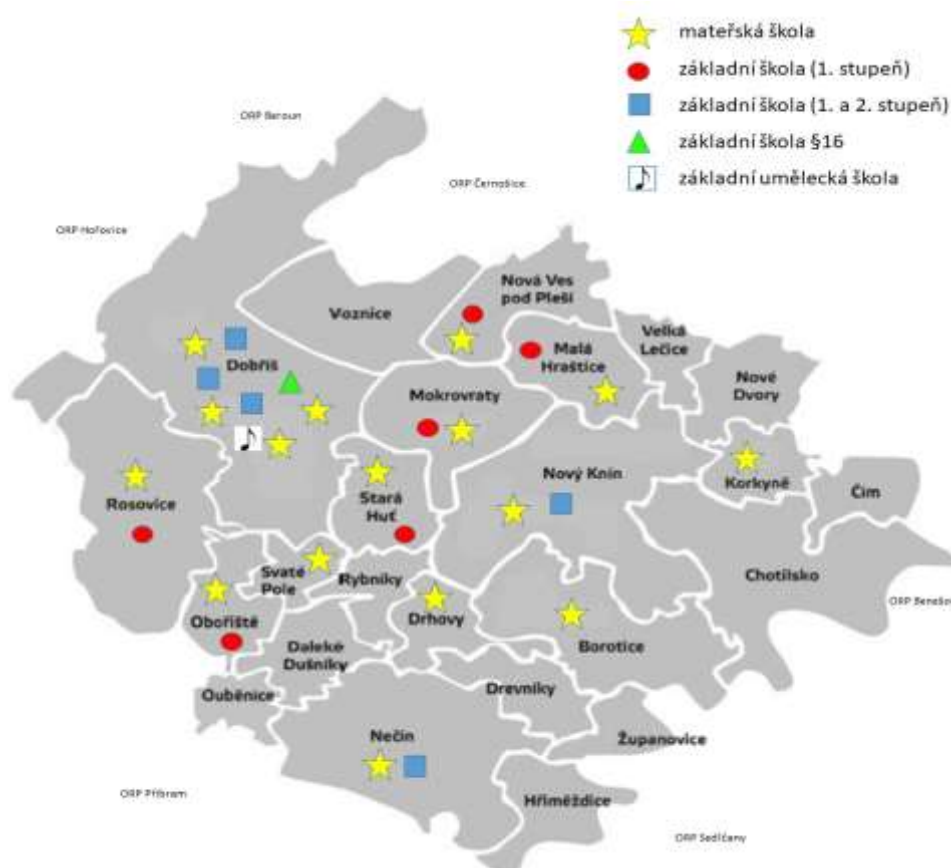 mateřská škola
základní škola (1. stupeň)
základní škola (1. a 2. stupeň)
základní škola §16
základní umělecká škola
ORP Beroun
ORP Černošice
ORP Hořovice
Nová Ves
pod Pleší
Voznice
Velká
Lečice
Malá
Hraštice
Dobříš
Nové
Dvory
Mokrovraty
Nový Knín
Korkyně
Čím
Rosovice
Stará
Huť
Svaté
Pole
Rybníky
Chotilsko
ORP Benešov
Drhovy
Obořiště
Borotice
Daleké
Dušníky
Ouběnice
Drevníky
Nečín
Županovice
ORP Příbram
Hřiměždice
ORP Sedlčany